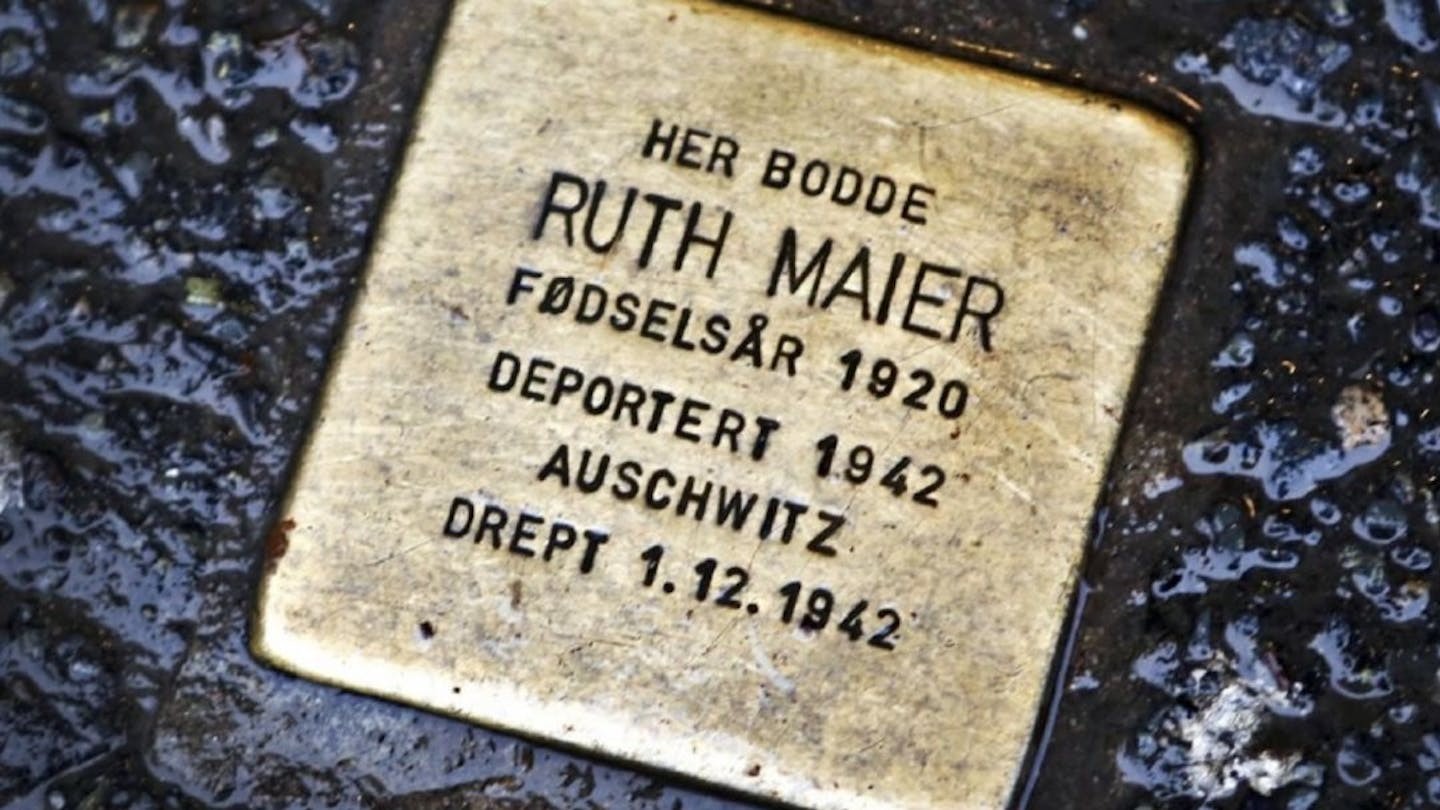 HER BODDE
RUTH MAIER
FØDSELSÅR 1920
DEPORTERT 1942
AUSCHWITZ
DREPT 1.12.1942